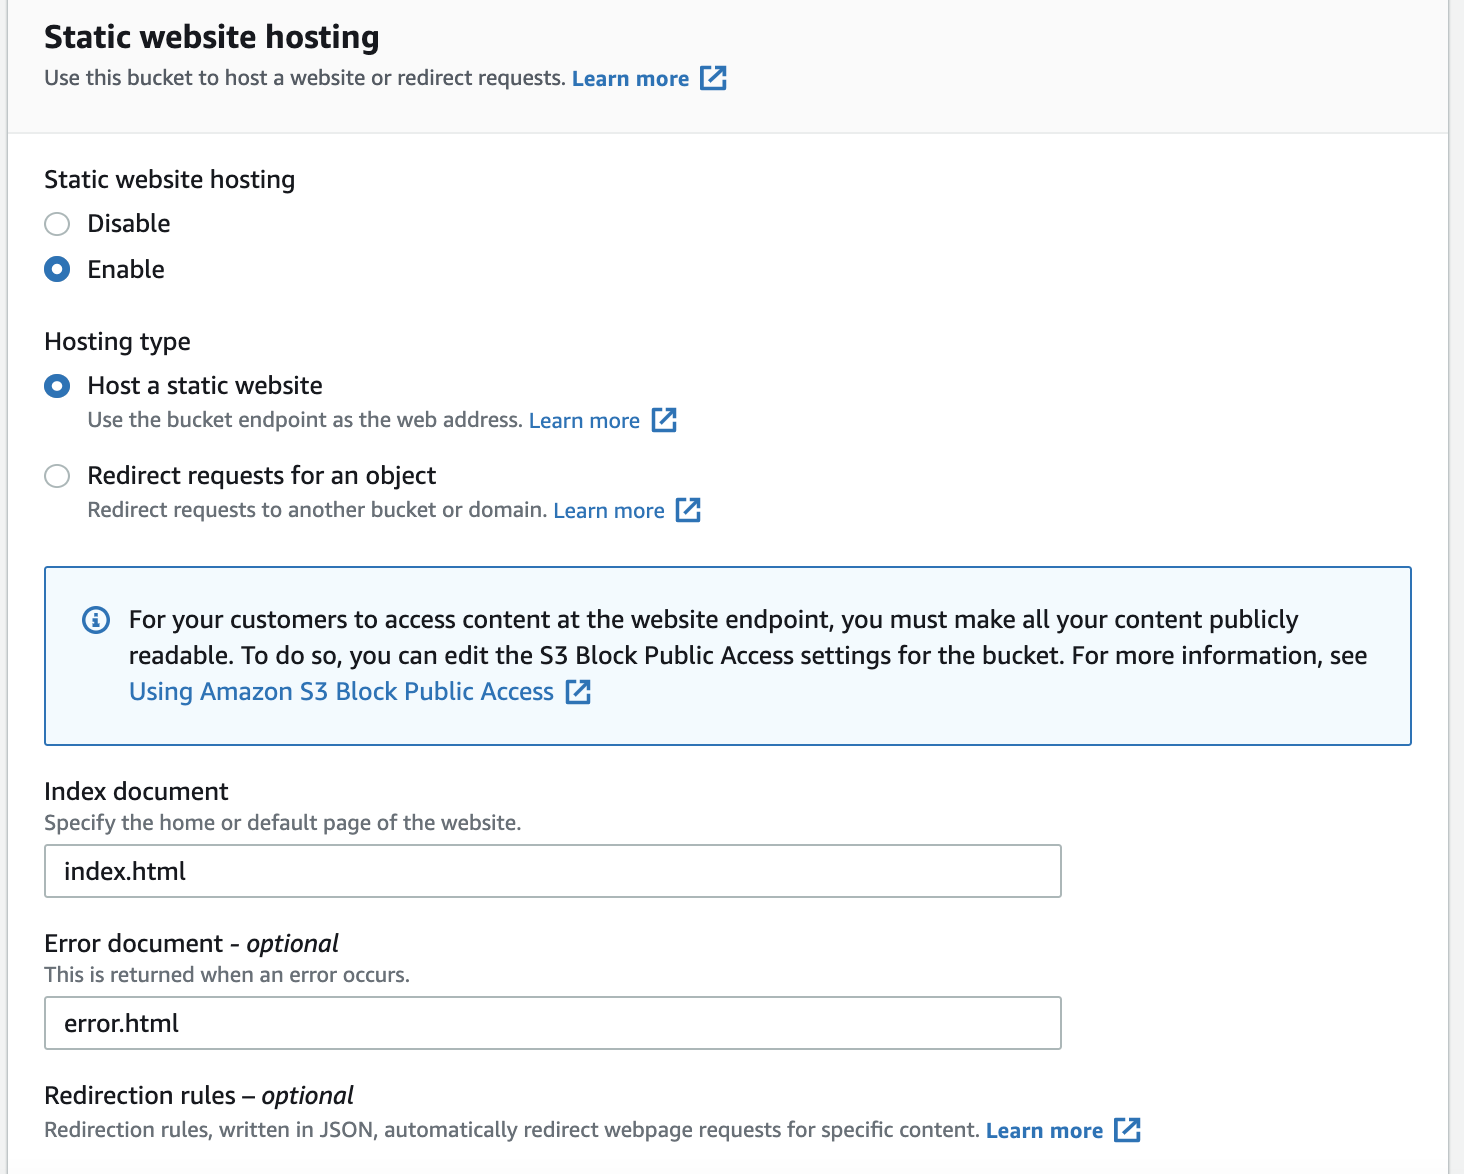 Static website hosting
Use this bucket to host a website or redirect requests. Learn more
Static website hosting
Disable
Enable
Hosting type
Host a static website
Use the bucket endpoint as the web address. Learn more
Redirect requests for an object
Redirect requests to another bucket or domain. Learn more
For your customers to access content at the website endpoint, you must make all your content publicly
readable. To do so, you can edit the S3 Block Public Access settings for the bucket. For more information, see
Using Amazon S3 Block Public Access
Index document
Specify the home or default page of the website.
index.html
Error document - optional
This is returned when an error occurs.
error.html
Redirection rules – optional
Redirection rules, written in JSON, automatically redirect webpage requests for specific content. Learn more